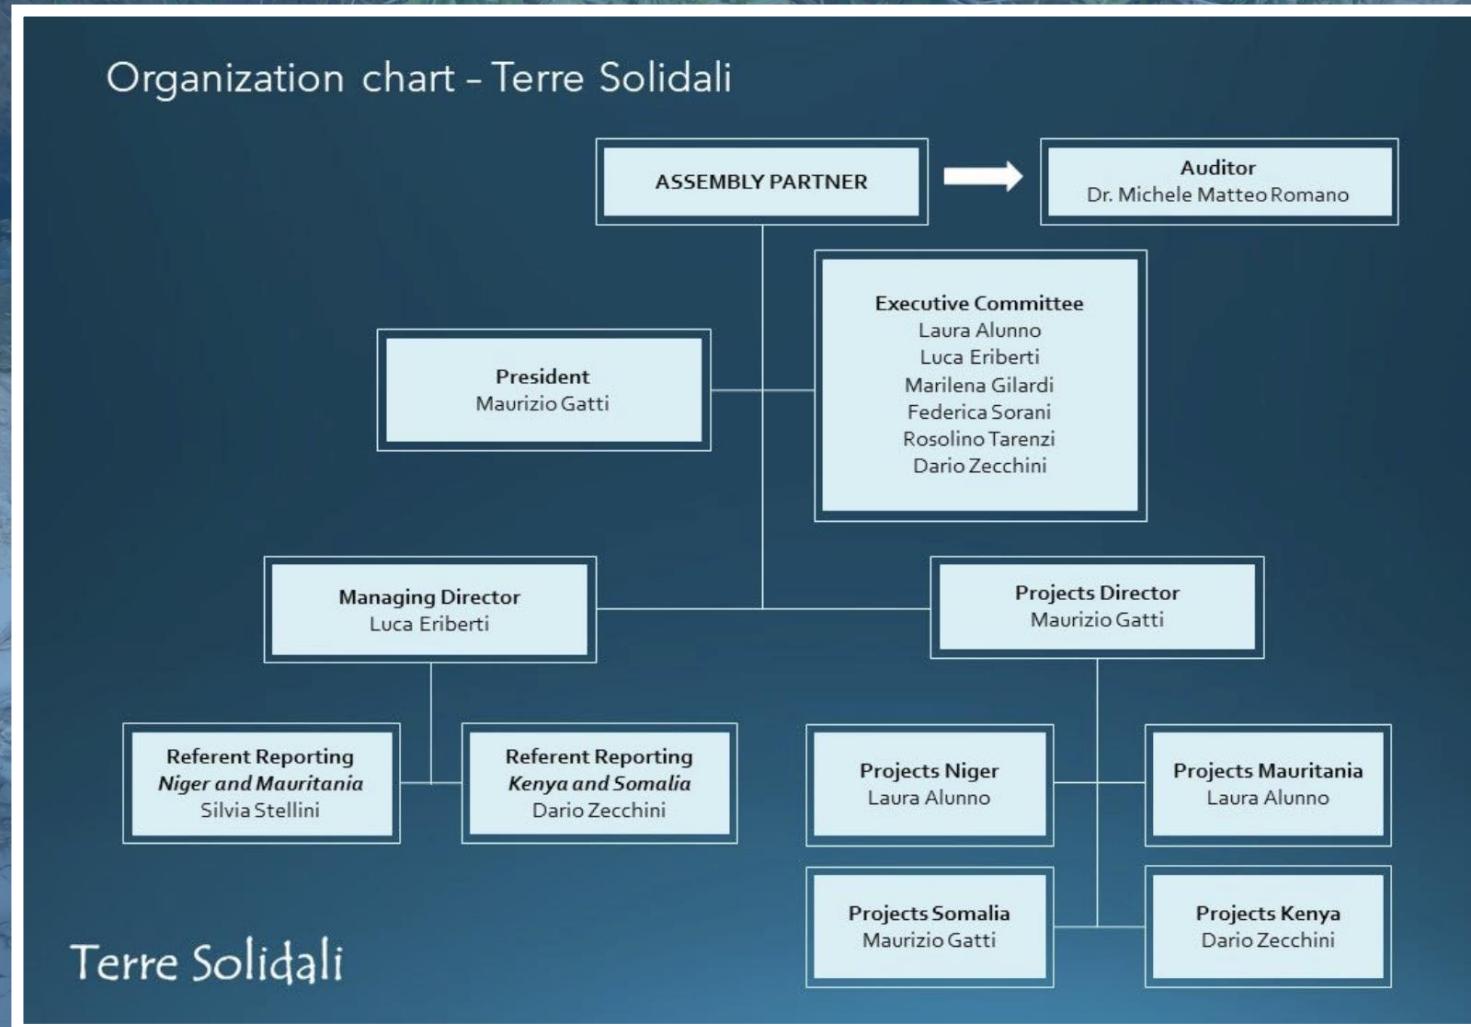 Organization chart – Terre Solidali
ASSEMBLY PARTNER
Auditor
Dr. Michele Matteo Romano
Executive Committee
Laura Alunno
Luca Eriberti
Marilena Gilardi
Federica Sorani
Rosolino Tarenzi
Dario Zecchini
President
Maurizio Gatti
Managing Director
Luca Eriberti
Projects Director
Maurizio Gatti
Referent Reporting
Niger and Mauritania
Silvia Stellini
Referent Reporting
Kenya and Somalia
Dario Zecchini
Projects Niger
Laura Alunno
Projects Mauritania
Laura Alunno
Projects Somalia
Maurizio Gatti
Projects Kenya
Dario Zecchini
Terre Solidali